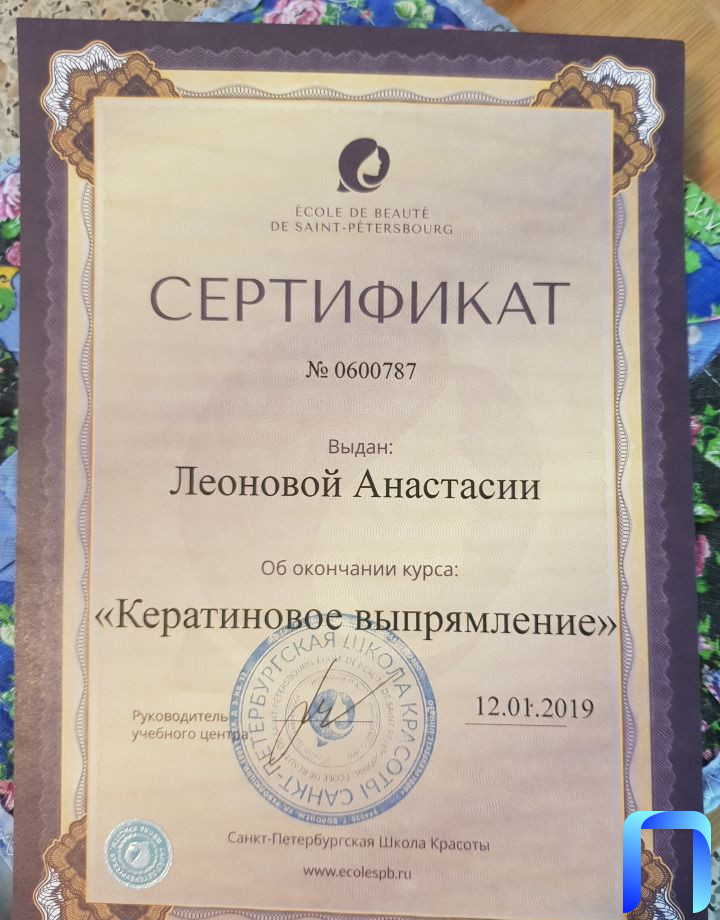 ÉCOLE DE BEAUTÉ
DE SAINT-PÉTERSBOURG
СЕРТИФИКАТ
№ 0600787
Выдан:
Леоновой Анастасии
Об окончании курса:
«Кератиновое выпрямление»
Руководитель
учебного центра
12.01.2019
САНКТ-ПЕТЕРБУРГСКАЯ ШКОЛА КРАСОТЫ
Санкт-Петербургская Школа Красоты
www.ecolespb.ru